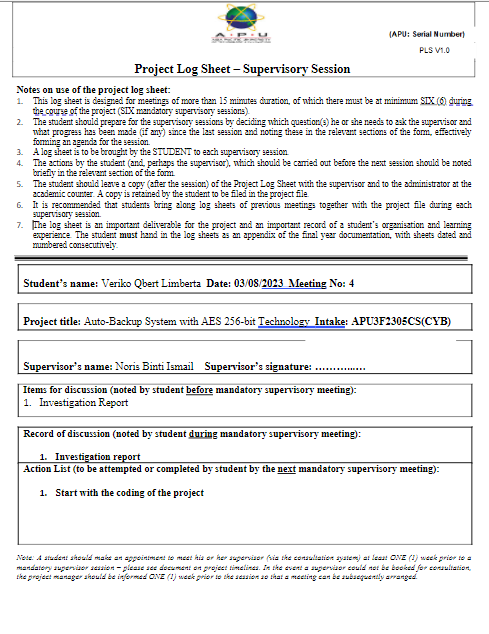 A · P · U
(APU: Serial Number)
PLS V1.0
Project Log Sheet – Supervisory Session
Notes on use of the project log sheet:
1. This log sheet is designed for meetings of more than 15 minutes duration, of which there must be at minimum SIX (6) during
the course of the project (SIX mandatory supervisory sessions).
2. The student should prepare for the supervisory sessions by deciding which question(s) he or she needs to ask the supervisor and
what progress has been made (if any) since the last session and noting these in the relevant sections of the form, effectively
forming an agenda for the session.
3. A log sheet is to be brought by the STUDENT to each supervisory session.
4. The actions by the student (and, perhaps the supervisor), which should be carried out before the next session should be noted
briefly in the relevant section of the form.
5. The student should leave a copy (after the session) of the Project Log Sheet with the supervisor and to the administrator at the
academic counter. A copy is retained by the student to be filed in the project file.
6. It is recommended that students bring along log sheets of previous meetings together with the project file during each
supervisory session.
7. The log sheet is an important deliverable for the project and an important record of a student's organisation and learning
experience. The student must hand in the log sheets as an appendix of the final year documentation, with sheets dated and
numbered consecutively.
Student's name: Veriko Qbert Limberta Date: 03/08/2023 Meeting No: 4
Project title: Auto-Backup System with AES 256-bit Technology Intake: APU3F2305CS(CYB)
Supervisor's name: Noris Binti Ismail Supervisor's signature: ……………
Items for discussion (noted by student before mandatory supervisory meeting):
1. Investigation Report
Record of discussion (noted by student during mandatory supervisory meeting):
1. Investigation report
Action List (to be attempted or completed by student by the next mandatory supervisory meeting):
1. Start with the coding of the project
Note: A student should make an appointment to meet his or her supervisor (via the consultation system) at least ONE (1) week prior to a
mandatory supervisor session – please see document on project timelines. In the event a supervisor could not be booked for consultation,
the project manager should be informed ONE (1) week prior to the session so that a meeting can be subsequently arranged.